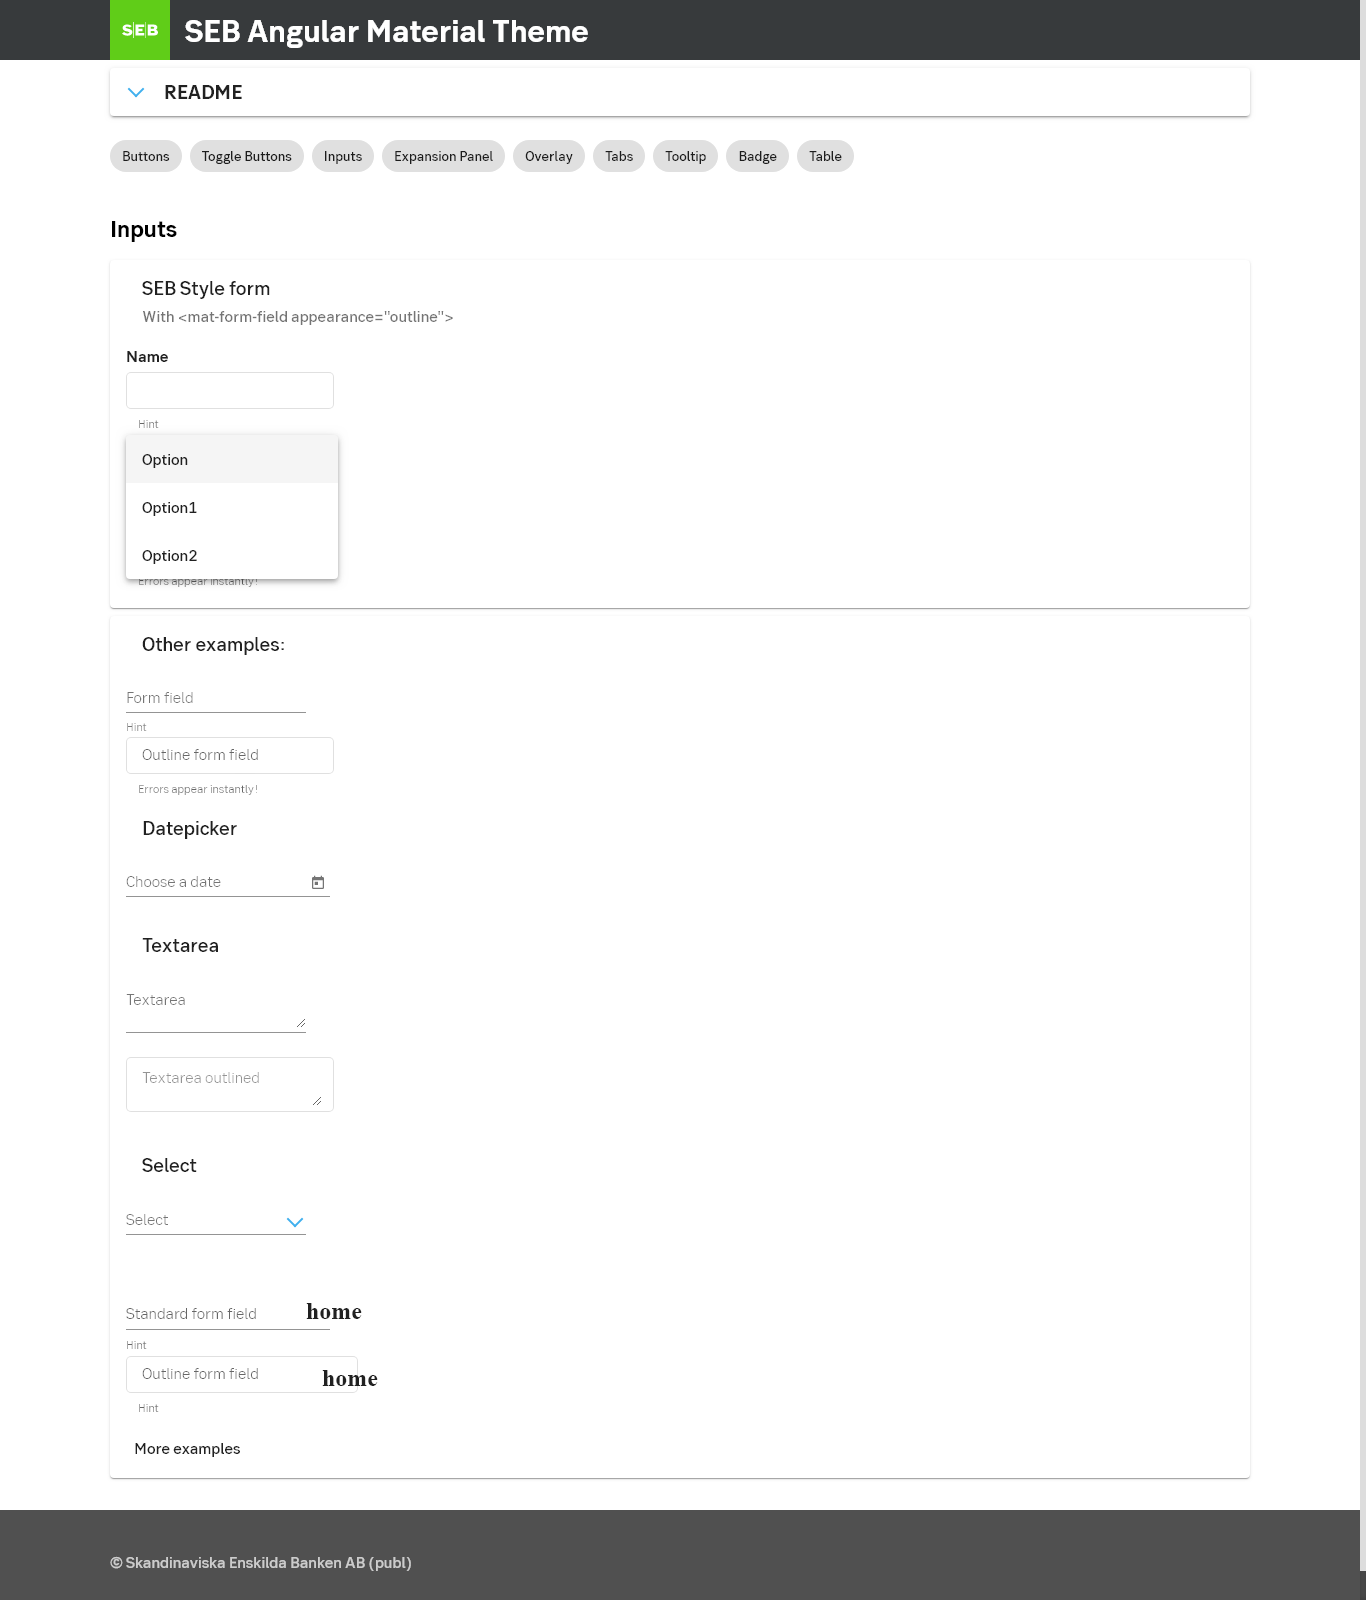 SEB SEB Angular Material Theme
README
Buttons Toggle Buttons Inputs Expansion Panel Overlay Tabs Tooltip Badge Table
Inputs
SEB Style form
With <mat-form-field appearance="outline">
Name
Hint
Option
Option1
Option2
Errors appear instantly!
Other examples:
Form field
Hint
Outline form field
Errors appear instantly!
Datepicker
Choose a date
Textarea
Textarea
Textarea outlined
Select
Select
Standard form field home
Hint
Outline form field home
Hint
More examples
© Skandinaviska Enskilda Banken AB (publ)